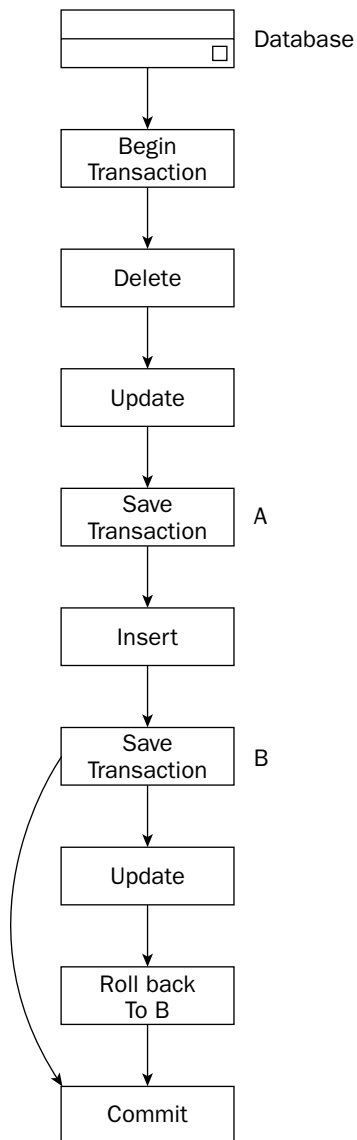 Database
Begin
Transaction
Delete
Update
Save
Transaction
A
Insert
Save
Transaction
B
Update
Roll back
To B
Commit